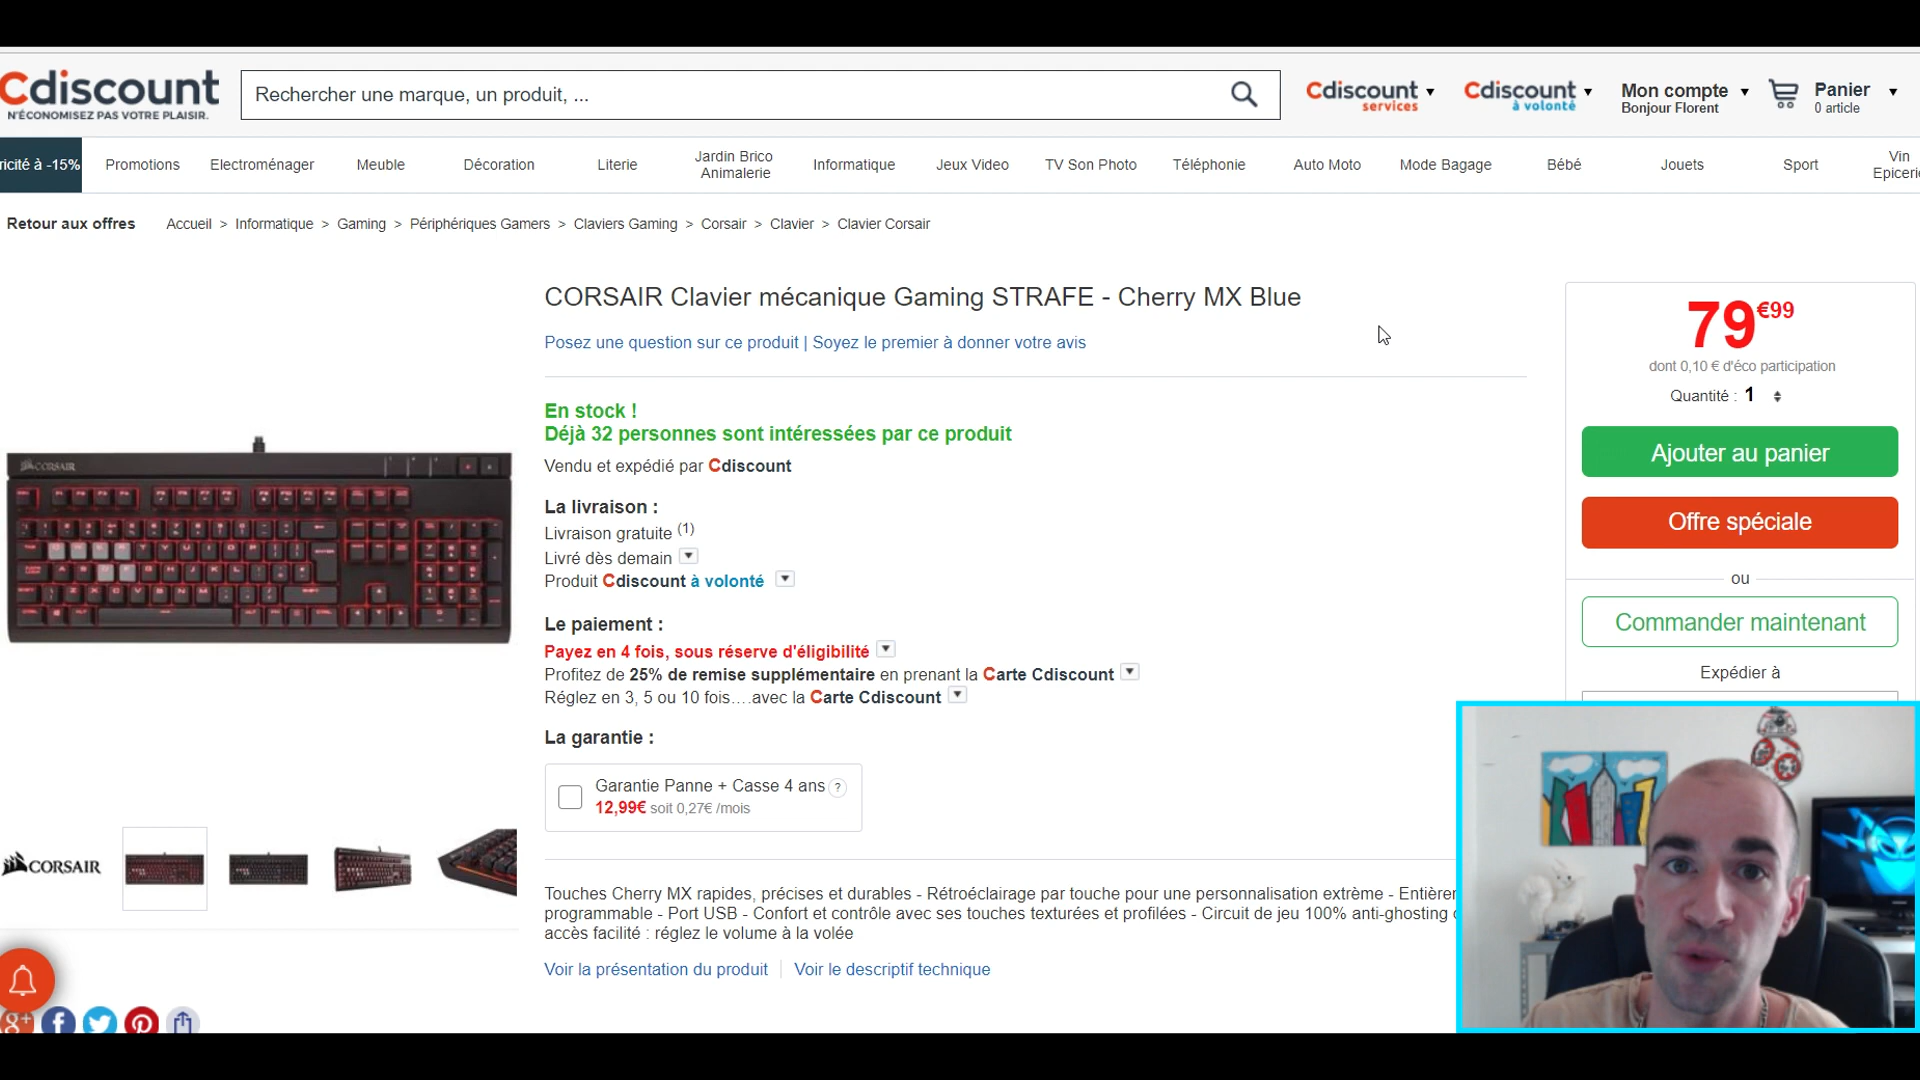 Cdiscount
N'ÉCONOMISEZ PAS VOTRE PLAISIR.
Rechercher une marque, un produit, ...
Cdiscount services
Cdiscount à volonté
Mon compte
Bonjour Florent
Panier
0 article
ricité à -15%
Promotions
Electroménager
Meuble
Décoration
Literie
Jardin Brico
Animalerie
Informatique
Jeux Video
TV Son Photo
Téléphonie
Auto Moto
Mode Bagage
Bébé
Jouets
Sport
Vin
Epiceri
Retour aux offres
Accueil > Informatique > Gaming > Périphériques Gamers > Claviers Gaming > Corsair > Clavier > Clavier Corsair
CORSAIR Clavier mécanique Gaming STRAFE - Cherry MX Blue
Posez une question sur ce produit | Soyez le premier à donner votre avis
En stock !
Déjà 32 personnes sont intéressées par ce produit
Vendu et expédié par Cdiscount
La livraison :
Livraison gratuite (1)
Livré dès demain
Produit Cdiscount à volonté
Le paiement :
Payez en 4 fois, sous réserve d'éligibilité
Profitez de 25% de remise supplémentaire en prenant la Carte Cdiscount
Réglez en 3, 5 ou 10 fois....avec la Carte Cdiscount
La garantie :
Garantie Panne + Casse 4 ans ?
12,99€ soit 0,27€ /mois
Touches Cherry MX rapides, précises et durables - Rétroéclairage par touche pour une personnalisation extrème - Entièrer
programmable - Port USB - Confort et contrôle avec ses touches texturées et profilées - Circuit de jeu 100% anti-ghosting
accès facilité : réglez le volume à la volée
Voir la présentation du produit
Voir le descriptif technique
79€99
dont 0,10 € d'éco participation
Quantité : 1
Ajouter au panier
Offre spéciale
ou
Commander maintenant
Expédier à
CORSAIR
CORSAIR
g+